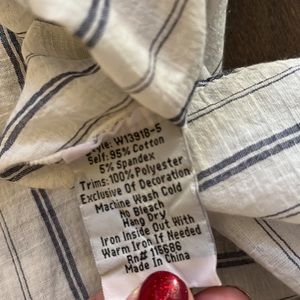 Style: W13918-5
Self: 95% Cotton
5% Spandex
Trims: 100% Polyester
Exclusive Of Decoration
Machine Wash Cold
No Bleach
Hang Dry
Iron Inside Out With
Warm Iron If Needed
Rn# 115686
Made In China